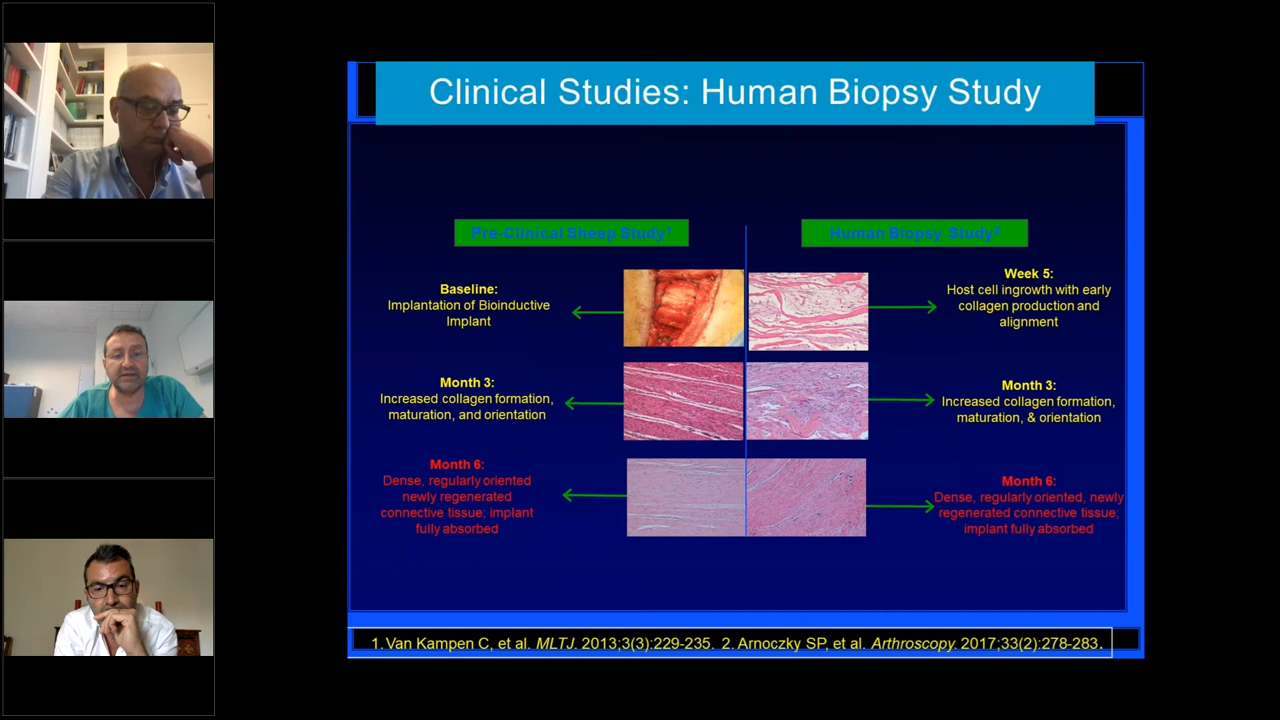 Clinical Studies: Human Biopsy Study
Pre-Clinical Sheep Study¹
Baseline:
Implantation of Bioinductive
Implant
Month 3:
Increased collagen formation,
maturation, and orientation
Month 6:
Dense, regularly oriented
newly regenerated
connective tissue; implant
fully absorbed
Human Biopsy Study²
Week 5:
Host cell ingrowth with early
collagen production and
alignment
Month 3:
Increased collagen formation,
maturation, & orientation
Month 6:
Dense, regularly oriented, newly
regenerated connective tissue;
implant fully absorbed
1. Van Kampen C, et al. MLTJ. 2013;3(3):229-235. 2. Arnoczky SP, et al. Arthroscopy. 2017;33(2):278-283.